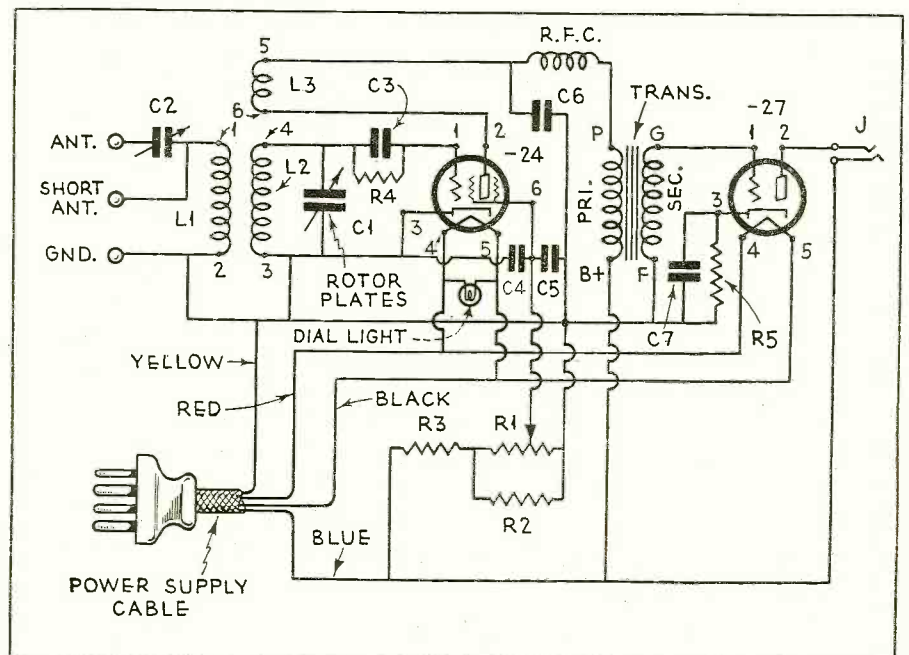 R.F.C.
5
L3
C3
C6
TRANS.
-27
C2
6
1
4
1
2
-24
P
G
1
2
J
ANT.
L2
R4
6
SHORT
ANT.
L1
C1
3
PRI.
SEC.
3
4
5
4
5
GND.
2
3
ROTOR
PLATES
C4
C5
B+
F
C7
R5
DIAL LIGHT
YELLOW
RED
BLACK
R3
R1
R2
BLUE
POWER SUPPLY
CABLE